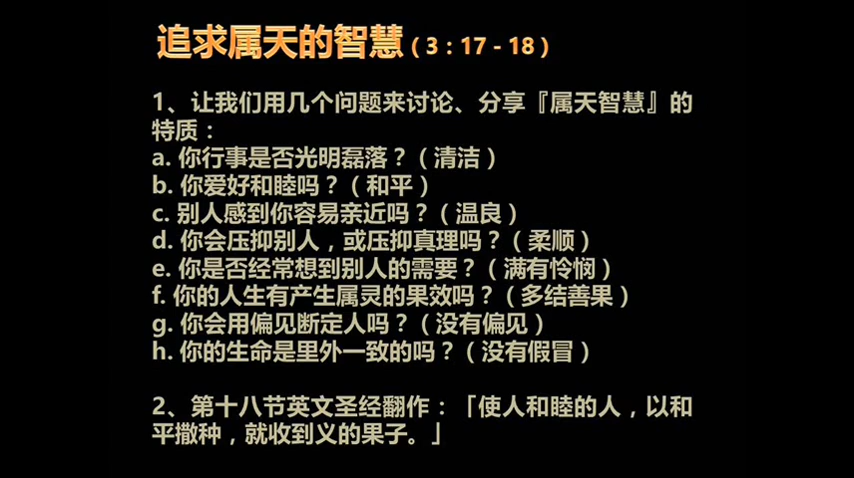 追求属天的智慧（3：17－18）
1、让我们用几个问题来讨论、分享『属天智慧』的
特质：
a. 你行事是否光明磊落？（清洁）
b. 你爱好和睦吗？（和平）
c. 别人感到你容易亲近吗？（温良）
d. 你会压抑别人，或压抑真理吗？（柔顺）
e. 你是否经常想到别人的需要？（满有怜悯）
f. 你的人生有产生属灵的果效吗？（多结善果）
g. 你会用偏见断定人吗？（没有偏见）
h. 你的生命是里外一致的吗？（没有假冒）
2、第十八节英文圣经翻作：「使人和睦的人，以和
平撒种，就收到义的果子。」